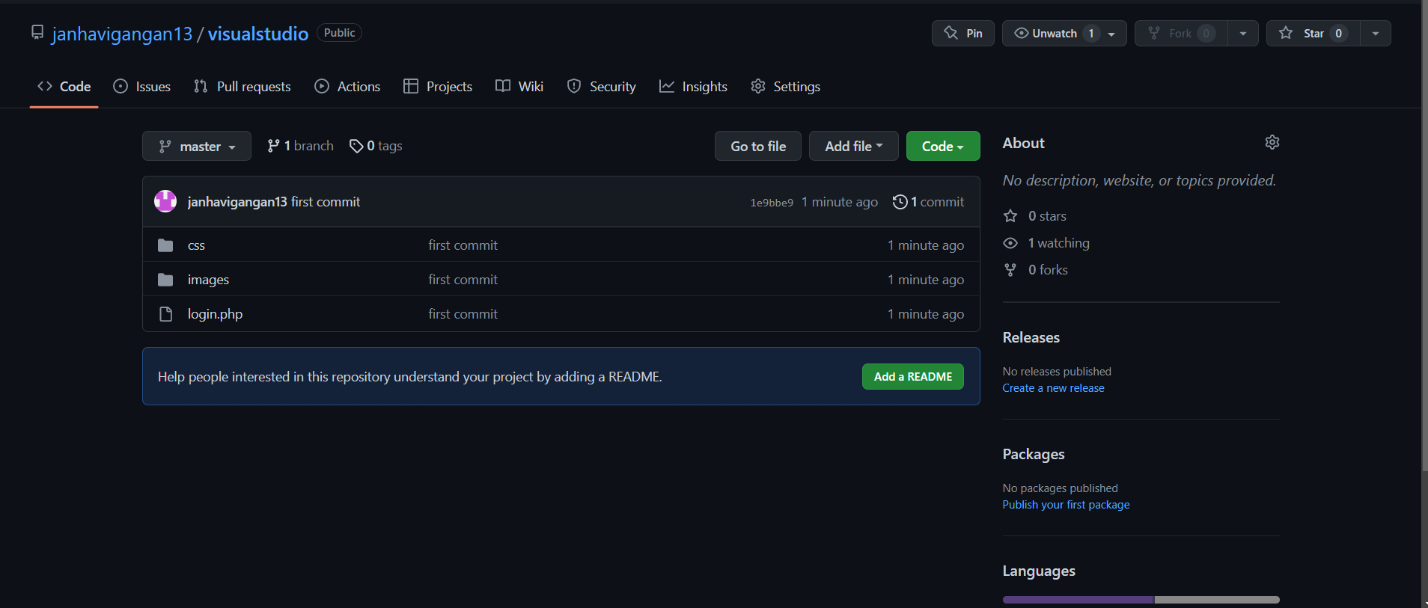 janhavigangan13 / visualstudio Public
Pin Unwatch 1 Fork 0 Star 0
Code Issues Pull requests Actions Projects Wiki Security Insights Settings
master 1 branch 0 tags Go to file Add file Code
janhavigangan13 first commit 1e9bbe9 1 minute ago 1 commit
css first commit 1 minute ago
images first commit 1 minute ago
login.php first commit 1 minute ago
Help people interested in this repository understand your project by adding a README. Add a README
About
No description, website, or topics provided.
0 stars
1 watching
0 forks
Releases
No releases published
Create a new release
Packages
No packages published
Publish your first package
Languages